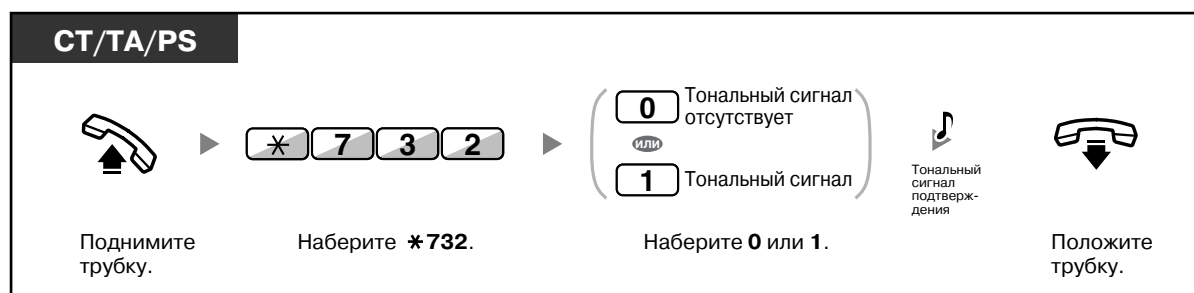 CT/TA/PS
✳ 7 3 2
0 Тональный сигнал
отсутствует
или
1 Тональный сигнал
Тональный
сигнал
подтверж-
дения
Поднимите
трубку.
Наберите ✳732.
Наберите 0 или 1.
Положите
трубку.